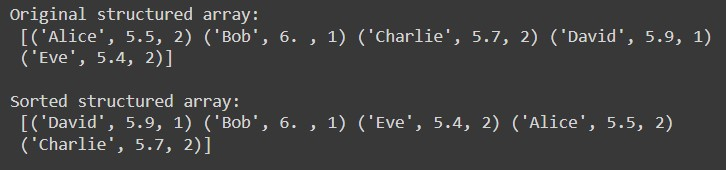 Original structured array:
[('Alice', 5.5, 2) ('Bob', 6. , 1) ('Charlie', 5.7, 2) ('David', 5.9, 1)
('Eve', 5.4, 2)]
Sorted structured array:
[('David', 5.9, 1) ('Bob', 6. , 1) ('Eve', 5.4, 2) ('Alice', 5.5, 2)
('Charlie', 5.7, 2)]